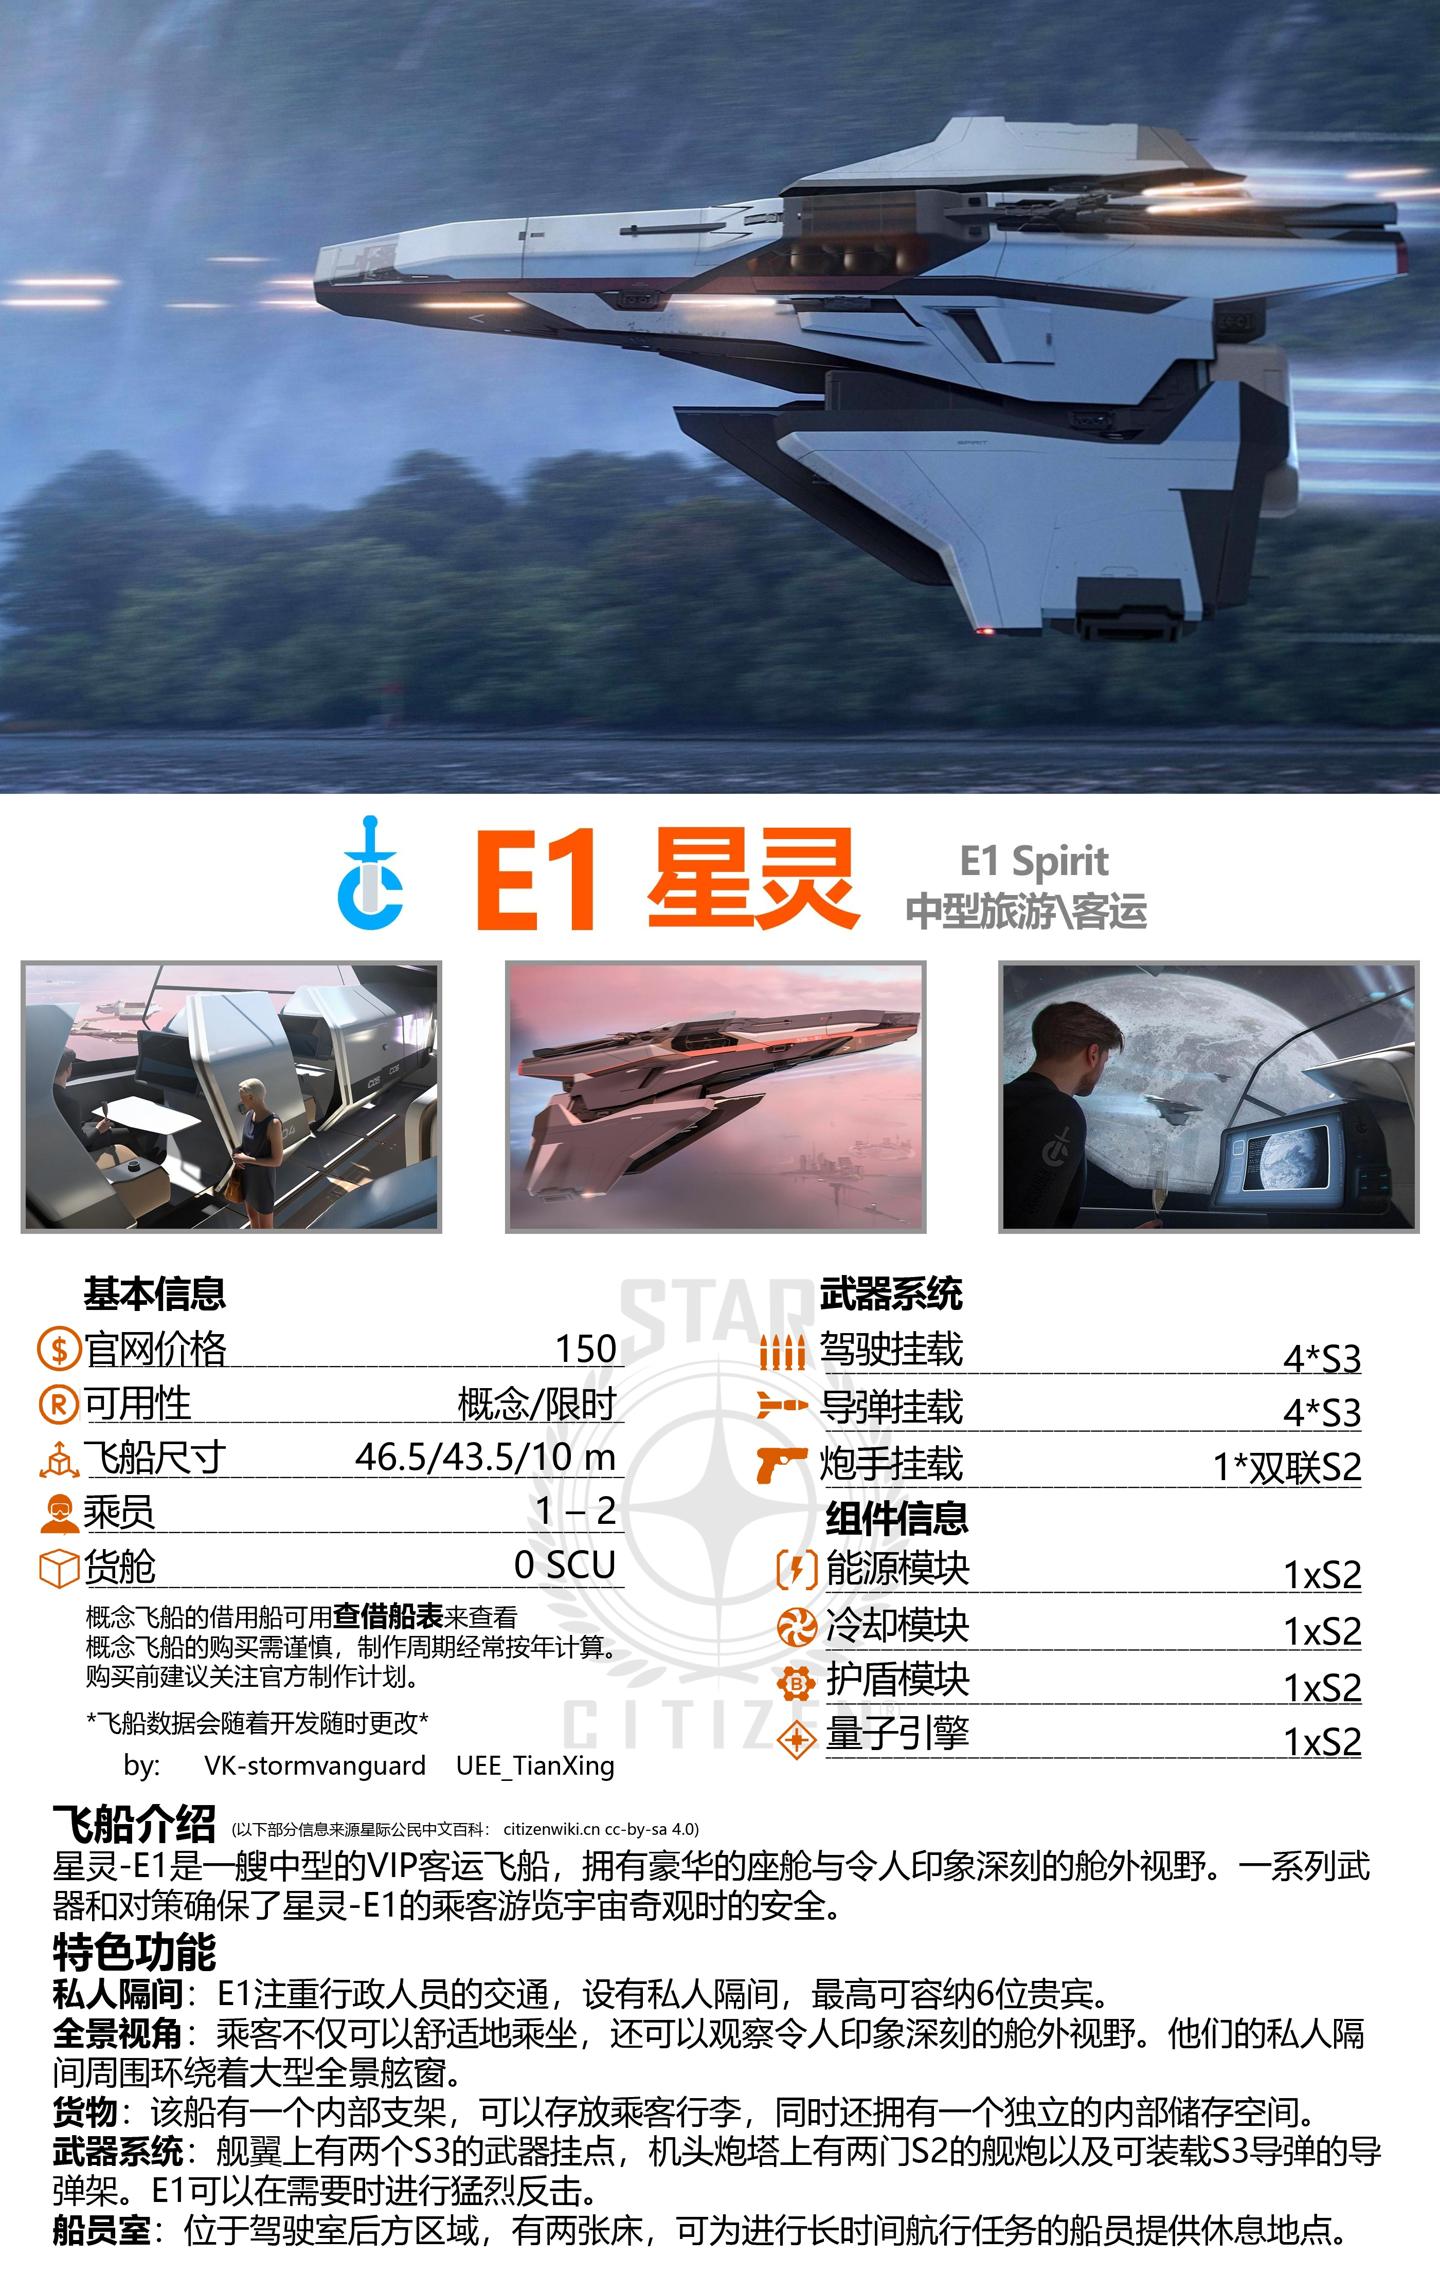 SPIRIT
E1 星灵
E1 Spirit
中型旅游\客运
04
STAR
CITIZEN
基本信息
官网价格 150
可用性 概念/限时
飞船尺寸 46.5/43.5/10 m
乘员 1 – 2
货舱 0 SCU
概念飞船的借用船可用查借船表来查看
概念飞船的购买需谨慎，制作周期经常按年计算。
购买前建议关注官方制作计划。
*飞船数据会随着开发随时更改*
by: VK-stormvanguard UEE_TianXing
武器系统
驾驶挂载 4*S3
导弹挂载 4*S3
炮手挂载 1*双联S2
组件信息
能源模块 1xS2
冷却模块 1xS2
护盾模块 1xS2
量子引擎 1xS2
飞船介绍 (以下部分信息来源星际公民中文百科： citizenwiki.cn cc-by-sa 4.0)
星灵-E1是一艘中型的VIP客运飞船，拥有豪华的座舱与令人印象深刻的舱外视野。一系列武
器和对策确保了星灵-E1的乘客游览宇宙奇观时的安全。
特色功能
私人隔间：E1注重行政人员的交通，设有私人隔间，最高可容纳6位贵宾。
全景视角：乘客不仅可以舒适地乘坐，还可以观察令人印象深刻的舱外视野。他们的私人隔
间周围环绕着大型全景舷窗。
货物：该船有一个内部支架，可以存放乘客行李，同时还拥有一个独立的内部储存空间。
武器系统：舰翼上有两个S3的武器挂点，机头炮塔上有两门S2的舰炮以及可装载S3导弹的导
弹架。E1可以在需要时进行猛烈反击。
船员室：位于驾驶室后方区域，有两张床，可为进行长时间航行任务的船员提供休息地点。